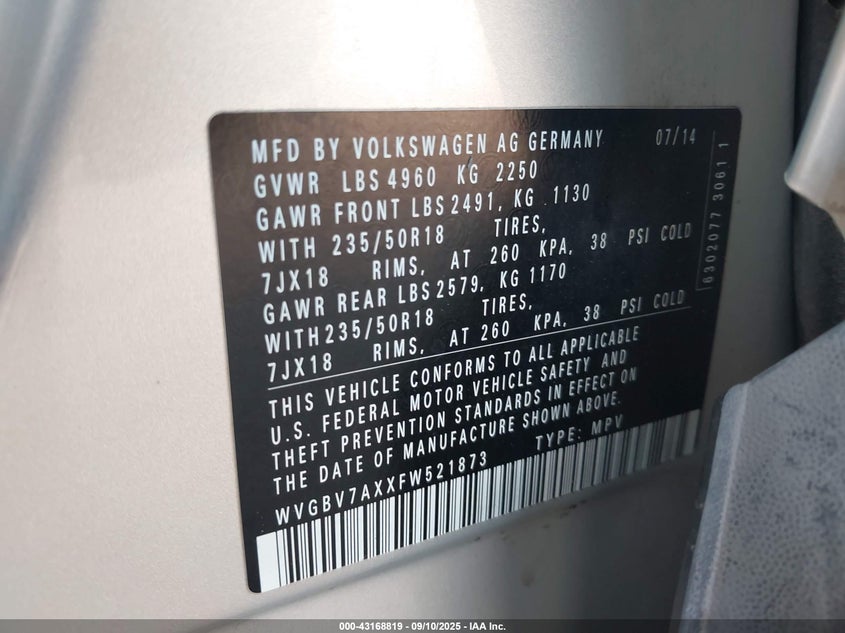 MFD BY VOLKSWAGEN AG GERMANY 07/14
GVWR LBS 4960 KG 2250
GAWR FRONT LBS 2491, KG 1130
WITH 235/50R18 TIRES,
7JX18 RIMS, AT 260 KPA, 38 PSI COLD
GAWR REAR LBS 2579, KG 1170
WITH 235/50R18 TIRES,
7JX18 RIMS, AT 260 KPA, 38 PSI COLD
THIS VEHICLE CONFORMS TO ALL APPLICABLE
U.S. FEDERAL MOTOR VEHICLE SAFETY AND
THEFT PREVENTION STANDARDS IN EFFECT ON
THE DATE OF MANUFACTURE SHOWN ABOVE.
WVGBV7AXXFW521873 TYPE: MPV
6302077 3061 1
000-43168819 - 09/10/2025 - IAA Inc.